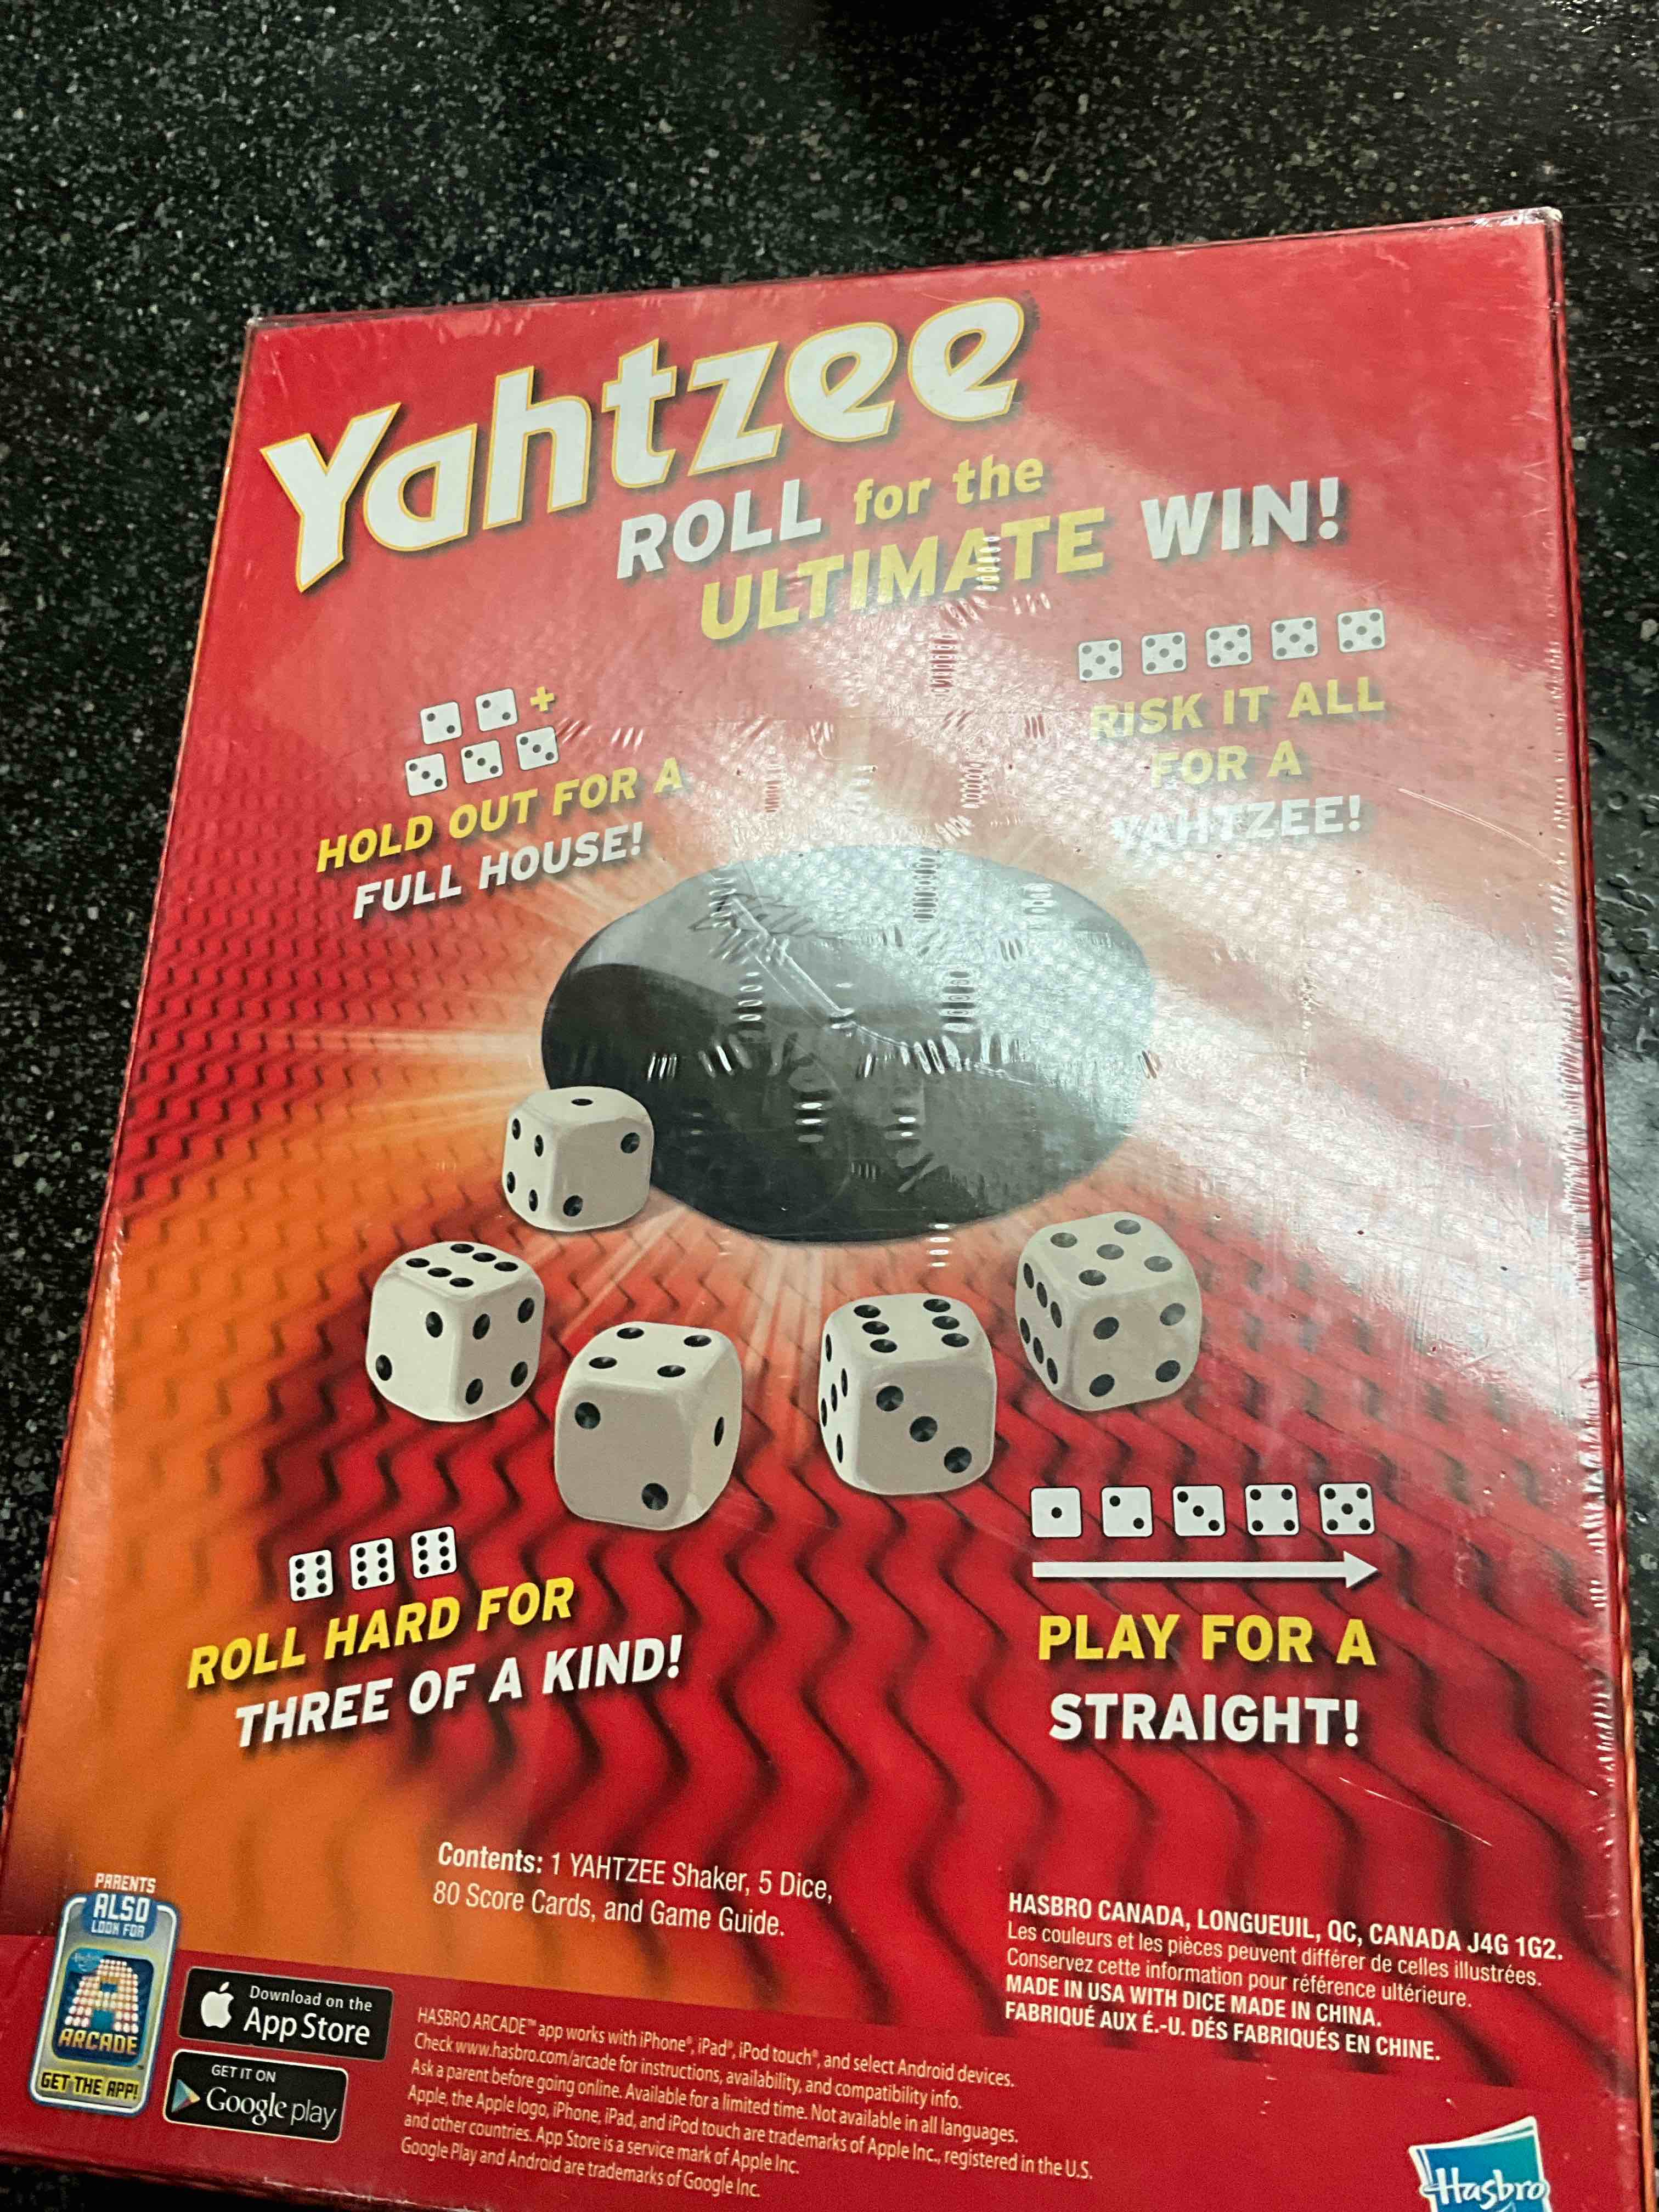 Yahtzee
ROLL for the
ULTIMATE WIN!
+
HOLD OUT FOR A
FULL HOUSE!
RISK IT ALL
FOR A
YAHTZEE!
ROLL HARD FOR
THREE OF A KIND!
PLAY FOR A
STRAIGHT!
Contents: 1 YAHTZEE Shaker, 5 Dice,
80 Score Cards, and Game Guide.
HASBRO CANADA, LONGUEUIL, QC, CANADA J4G 1G2.
Les couleurs et les pièces peuvent différer de celles illustrées.
Conservez cette information pour référence ultérieure.
MADE IN USA WITH DICE MADE IN CHINA.
FABRIQUÉ AUX É.-U. DÉS FABRIQUÉS EN CHINE.
PARENTS
ALSO
LOOK FOR
Hasbro
ARCADE™
GET THE APP!
Download on the
App Store
GET IT ON
Google play
HASBRO ARCADE™ app works with iPhone®, iPad®, iPod touch®, and select Android devices.
Check www.hasbro.com/arcade for instructions, availability, and compatibility info.
Ask a parent before going online. Available for a limited time. Not available in all languages.
Apple, the Apple logo, iPhone, iPad, and iPod touch are trademarks of Apple Inc., registered in the U.S.
and other countries. App Store is a service mark of Apple Inc.
Google Play and Android are trademarks of Google Inc.
Hasbro